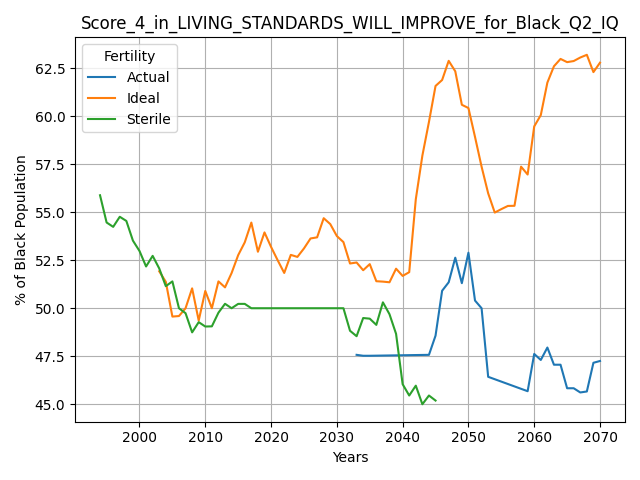 Score_4_in_LIVING_STANDARDS_WILL_IMPROVE_for_Black_Q2_IQ
Fertility
Actual
Ideal
Sterile
% of Black Population
62.5
60.0
57.5
55.0
52.5
50.0
47.5
45.0
2000 2010 2020 2030 2040 2050 2060 2070
Years